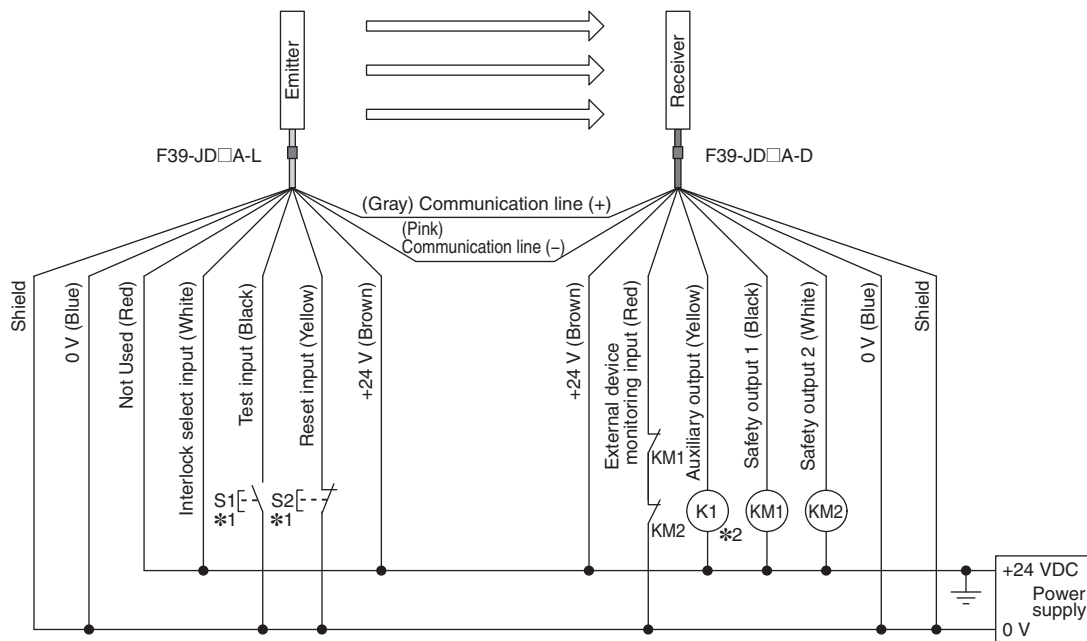 Emitter
Receiver
F39-JD□A-L
F39-JD□A-D
(Gray) Communication line (+)
(Pink)
Communication line (−)
Shield
0 V (Blue)
Not Used (Red)
Interlock select input (White)
Test input (Black)
Reset input (Yellow)
+24 V (Brown)
+24 V (Brown)
External device
monitoring input (Red)
Auxiliary output (Yellow)
Safety output 1 (Black)
Safety output 2 (White)
0 V (Blue)
Shield
S1
*1
S2
*1
KM1
KM2
K1
*2
KM1
KM2
+24 VDC
Power
supply
0 V